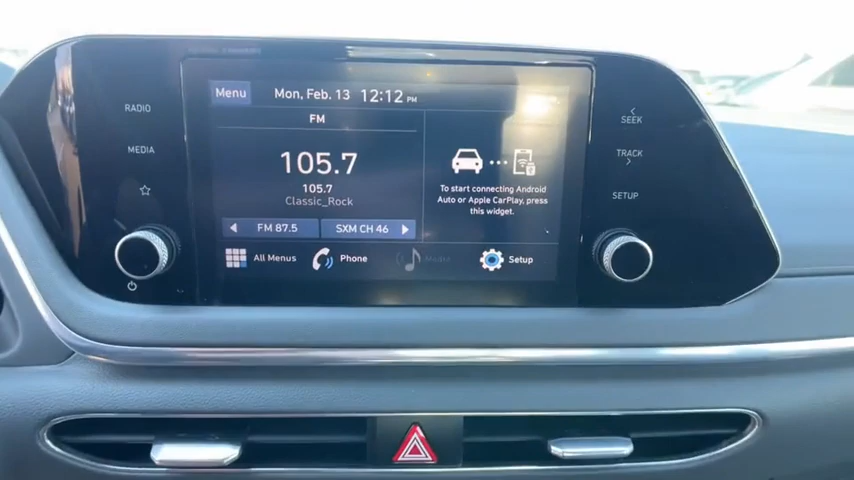 RADIO
MEDIA
Menu
Mon, Feb. 13 12:12 PM
FM
105.7
105.7
Classic_Rock
FM 87.5
SXM CH 46
To start connecting Android
Auto or Apple CarPlay, press
this widget.
All Menus
Phone
Media
Setup
SEEK
TRACK
SETUP